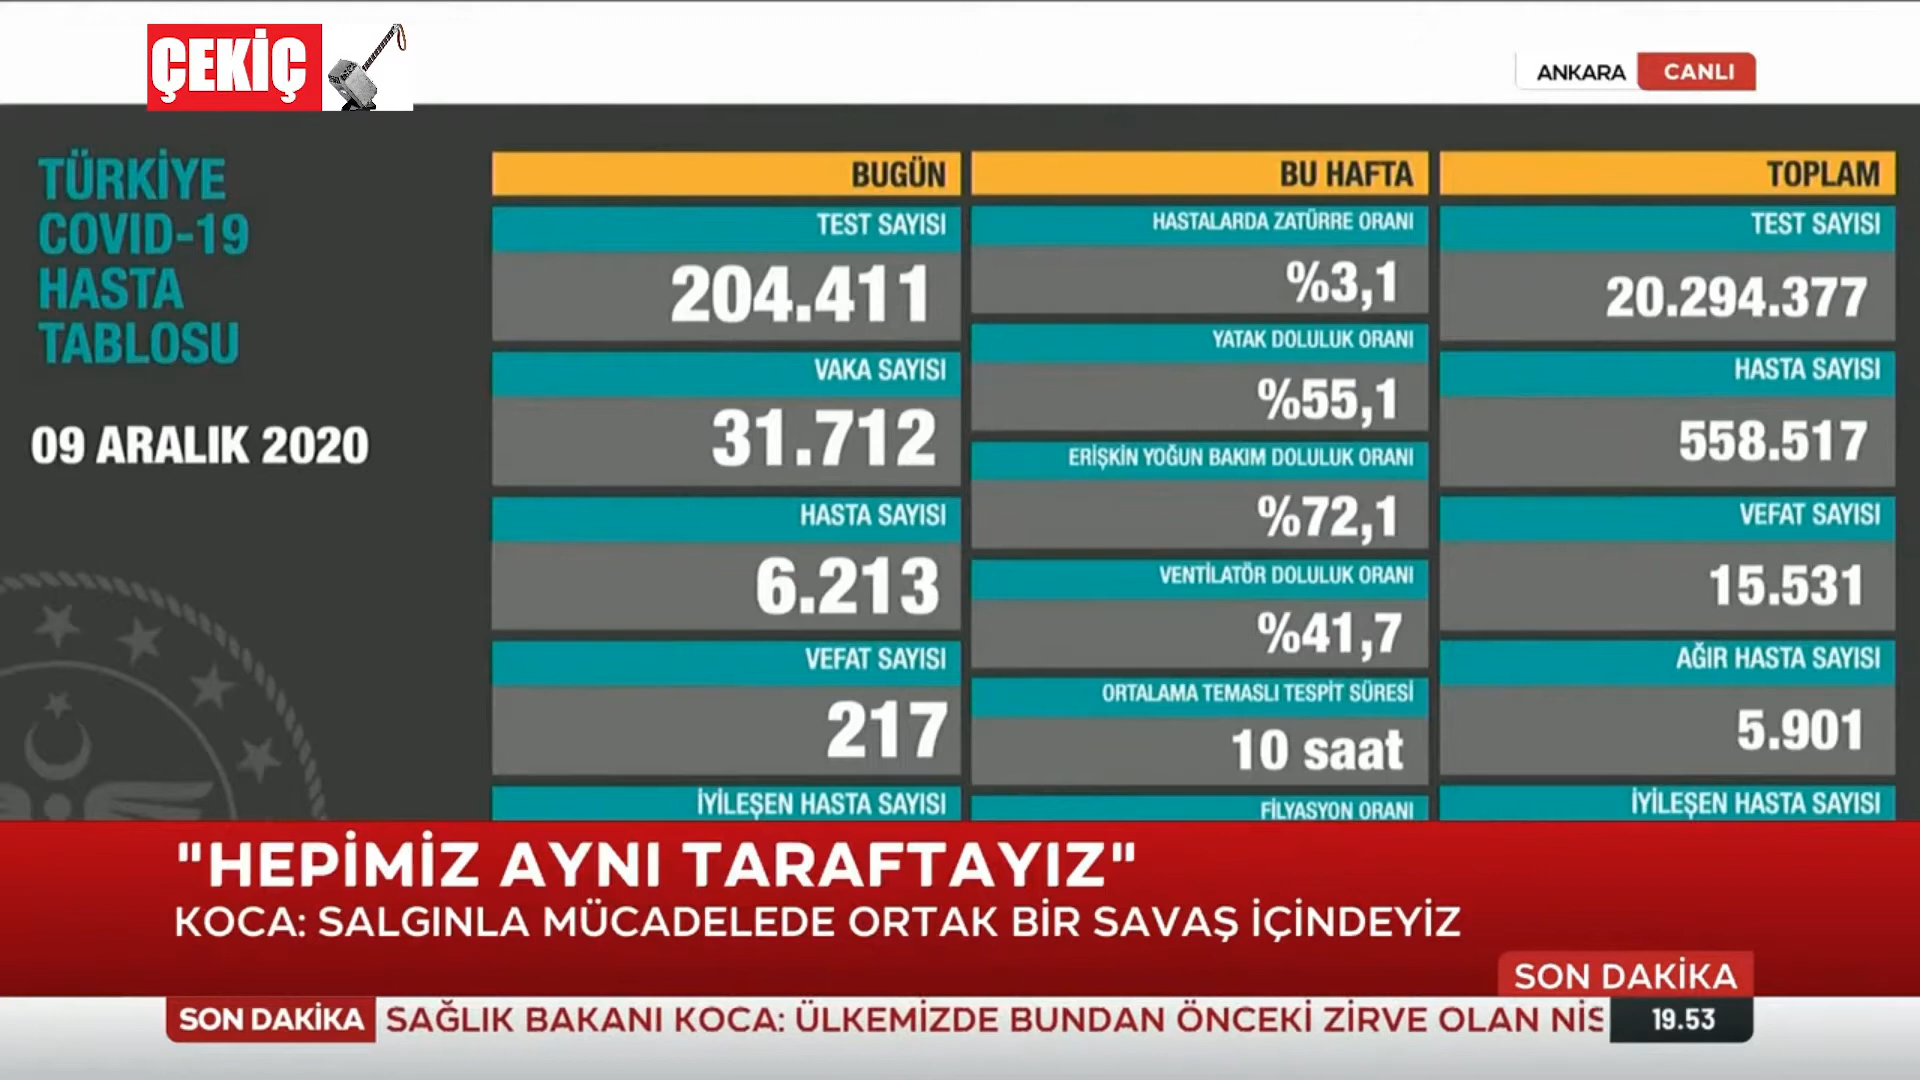 ÇEKİÇ
ANKARA CANLI
TÜRKİYE
COVID-19
HASTA
TABLOSU
09 ARALIK 2020
BUGÜN
TEST SAYISI
204.411
VAKA SAYISI
31.712
HASTA SAYISI
6.213
VEFAT SAYISI
217
İYİLEŞEN HASTA SAYISI
BU HAFTA
HASTALARDA ZATÜRRE ORANI
%3,1
YATAK DOLULUK ORANI
%55,1
ERİŞKİN YOĞUN BAKIM DOLULUK ORANI
%72,1
VENTİLATÖR DOLULUK ORANI
%41,7
ORTALAMA TEMASLI TESPİT SÜRESİ
10 saat
FİLYASYON ORANI
TOPLAM
TEST SAYISI
20.294.377
HASTA SAYISI
558.517
VEFAT SAYISI
15.531
AĞIR HASTA SAYISI
5.901
İYİLEŞEN HASTA SAYISI
"HEPİMİZ AYNI TARAFTAYIZ"
KOCA: SALGINLA MÜCADELEDE ORTAK BİR SAVAŞ İÇİNDEYİZ
SON DAKİKA
SON DAKİKA SAĞLIK BAKANI KOCA: ÜLKEMİZDE BUNDAN ÖNCEKİ ZİRVE OLAN NİS
19.53